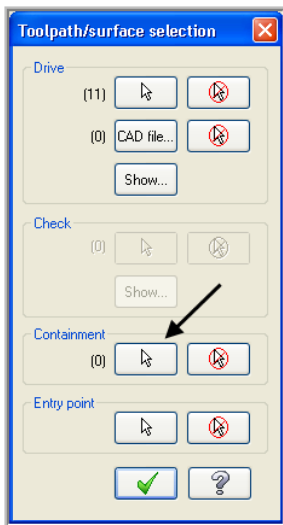 Toolpath/surface selection
Drive
(11)
(0) CAD file...
Show...
Check
(0)
Show...
Containment
(0)
Entry point